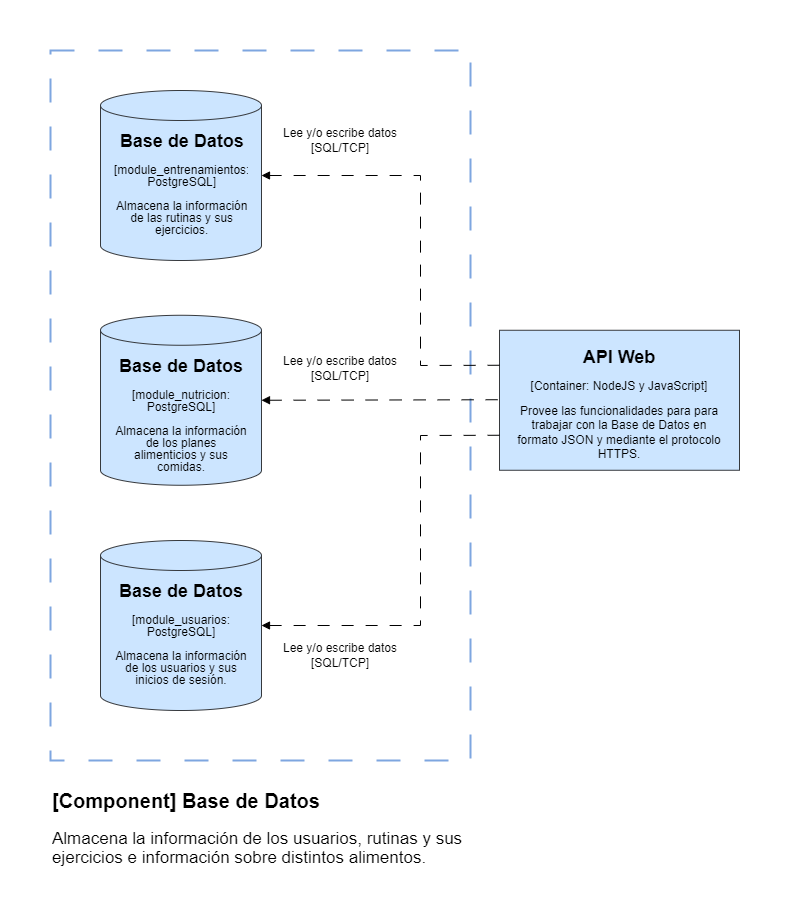 Base de Datos
[module_entrenamientos:
PostgreSQL]
Almacena la información
de las rutinas y sus
ejercicios.
Lee y/o escribe datos
[SQL/TCP]
Base de Datos
[module_nutricion:
PostgreSQL]
Almacena la información
de los planes
alimenticios y sus
comidas.
Lee y/o escribe datos
[SQL/TCP]
API Web
[Container: NodeJS y JavaScript]
Provee las funcionalidades para para
trabajar con la Base de Datos en
formato JSON y mediante el protocolo
HTTPS.
Base de Datos
[module_usuarios:
PostgreSQL]
Almacena la información
de los usuarios y sus
inicios de sesión.
Lee y/o escribe datos
[SQL/TCP]
[Component] Base de Datos
Almacena la información de los usuarios, rutinas y sus
ejercicios e información sobre distintos alimentos.